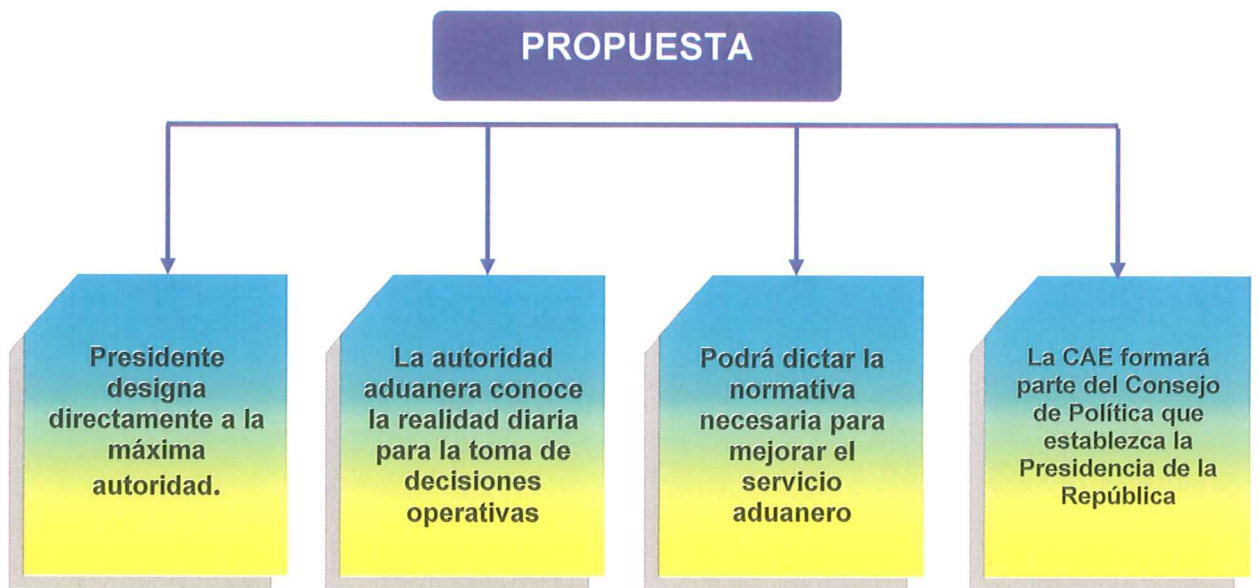 PROPUESTA
Presidente
designa
directamente a la
máxima
autoridad.
La autoridad
aduanera conoce
la realidad diaria
para la toma de
decisiones
operativas
Podrá dictar la
normativa
necesaria para
mejorar el
servicio
aduanero
La CAE formará
parte del Consejo
de Política que
establezca la
Presidencia de la
República